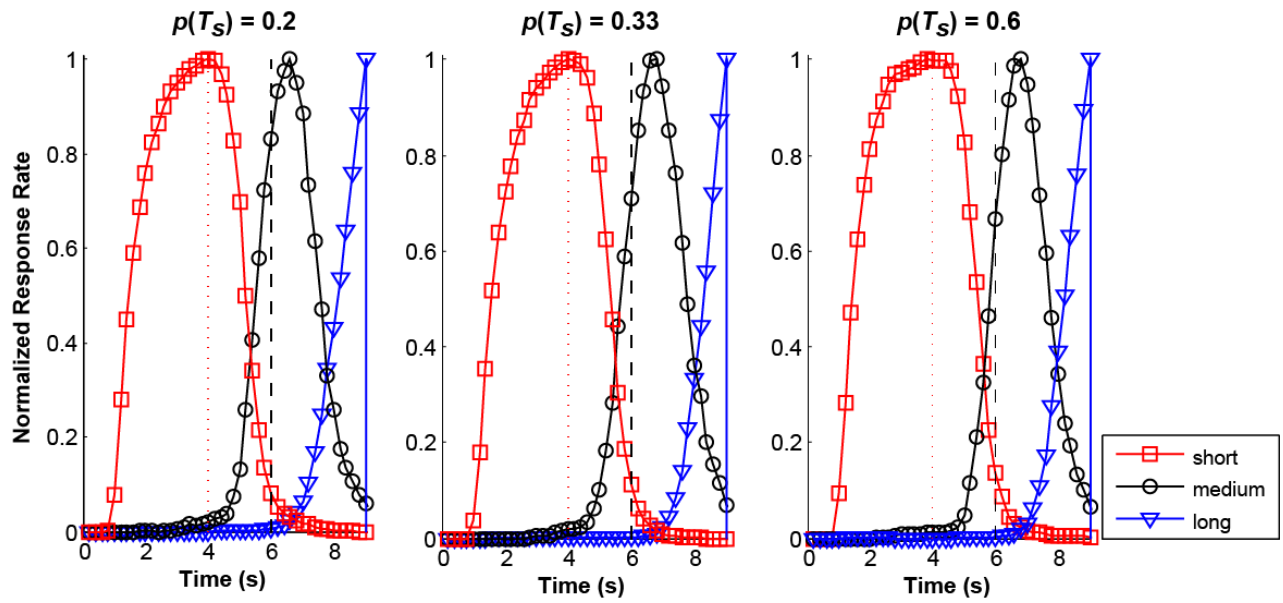 p(T_S) = 0.2
p(T_S) = 0.33
p(T_S) = 0.6
Normalized Response Rate
1
0.8
0.6
0.4
0.2
0
0 2 4 6 8
Time (s)
1
0.8
0.6
0.4
0.2
0
0 2 4 6 8
Time (s)
1
0.8
0.6
0.4
0.2
0
0 2 4 6 8
Time (s)
short
medium
long